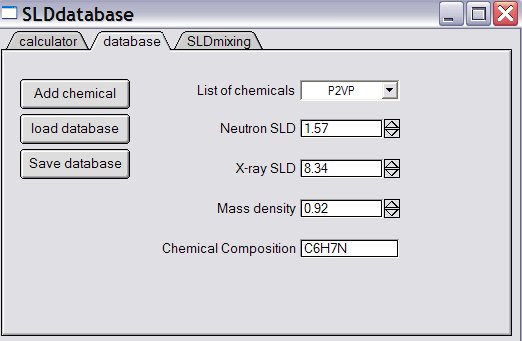 SLDdatabase
calculator database SLDmixing
Add chemical
load database
Save database
List of chemicals P2VP
Neutron SLD 1.57
X-ray SLD 8.34
Mass density 0.92
Chemical Composition C6H7N